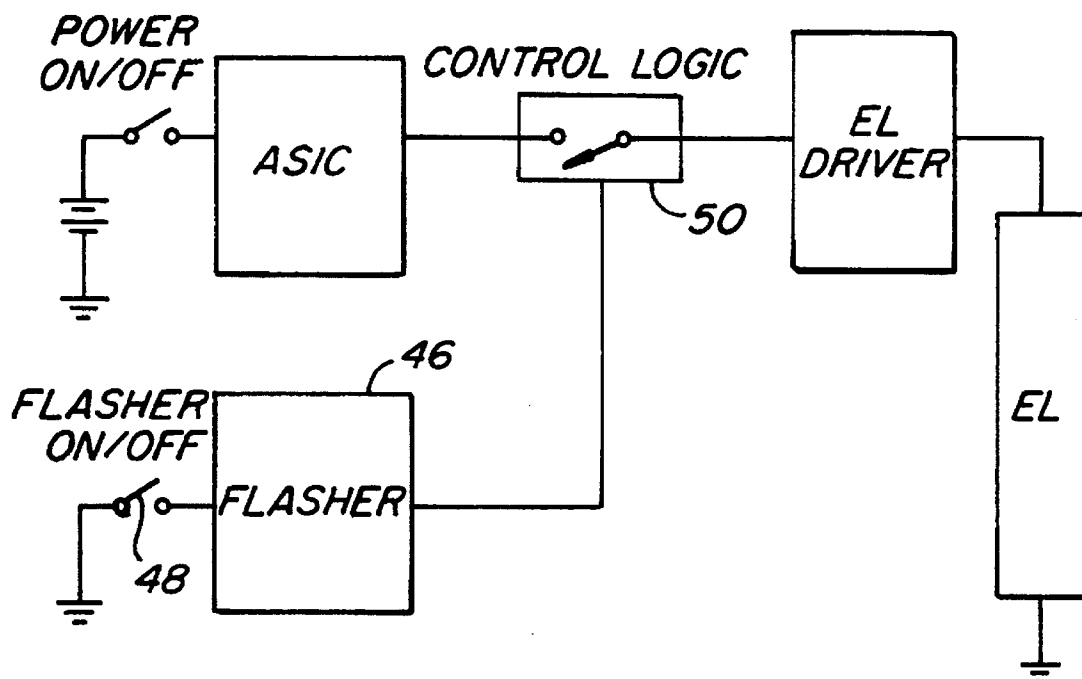 POWER
ON/OFF
ASIC
CONTROL LOGIC
50
EL
DRIVER
EL
FLASHER
ON/OFF
48
46
FLASHER